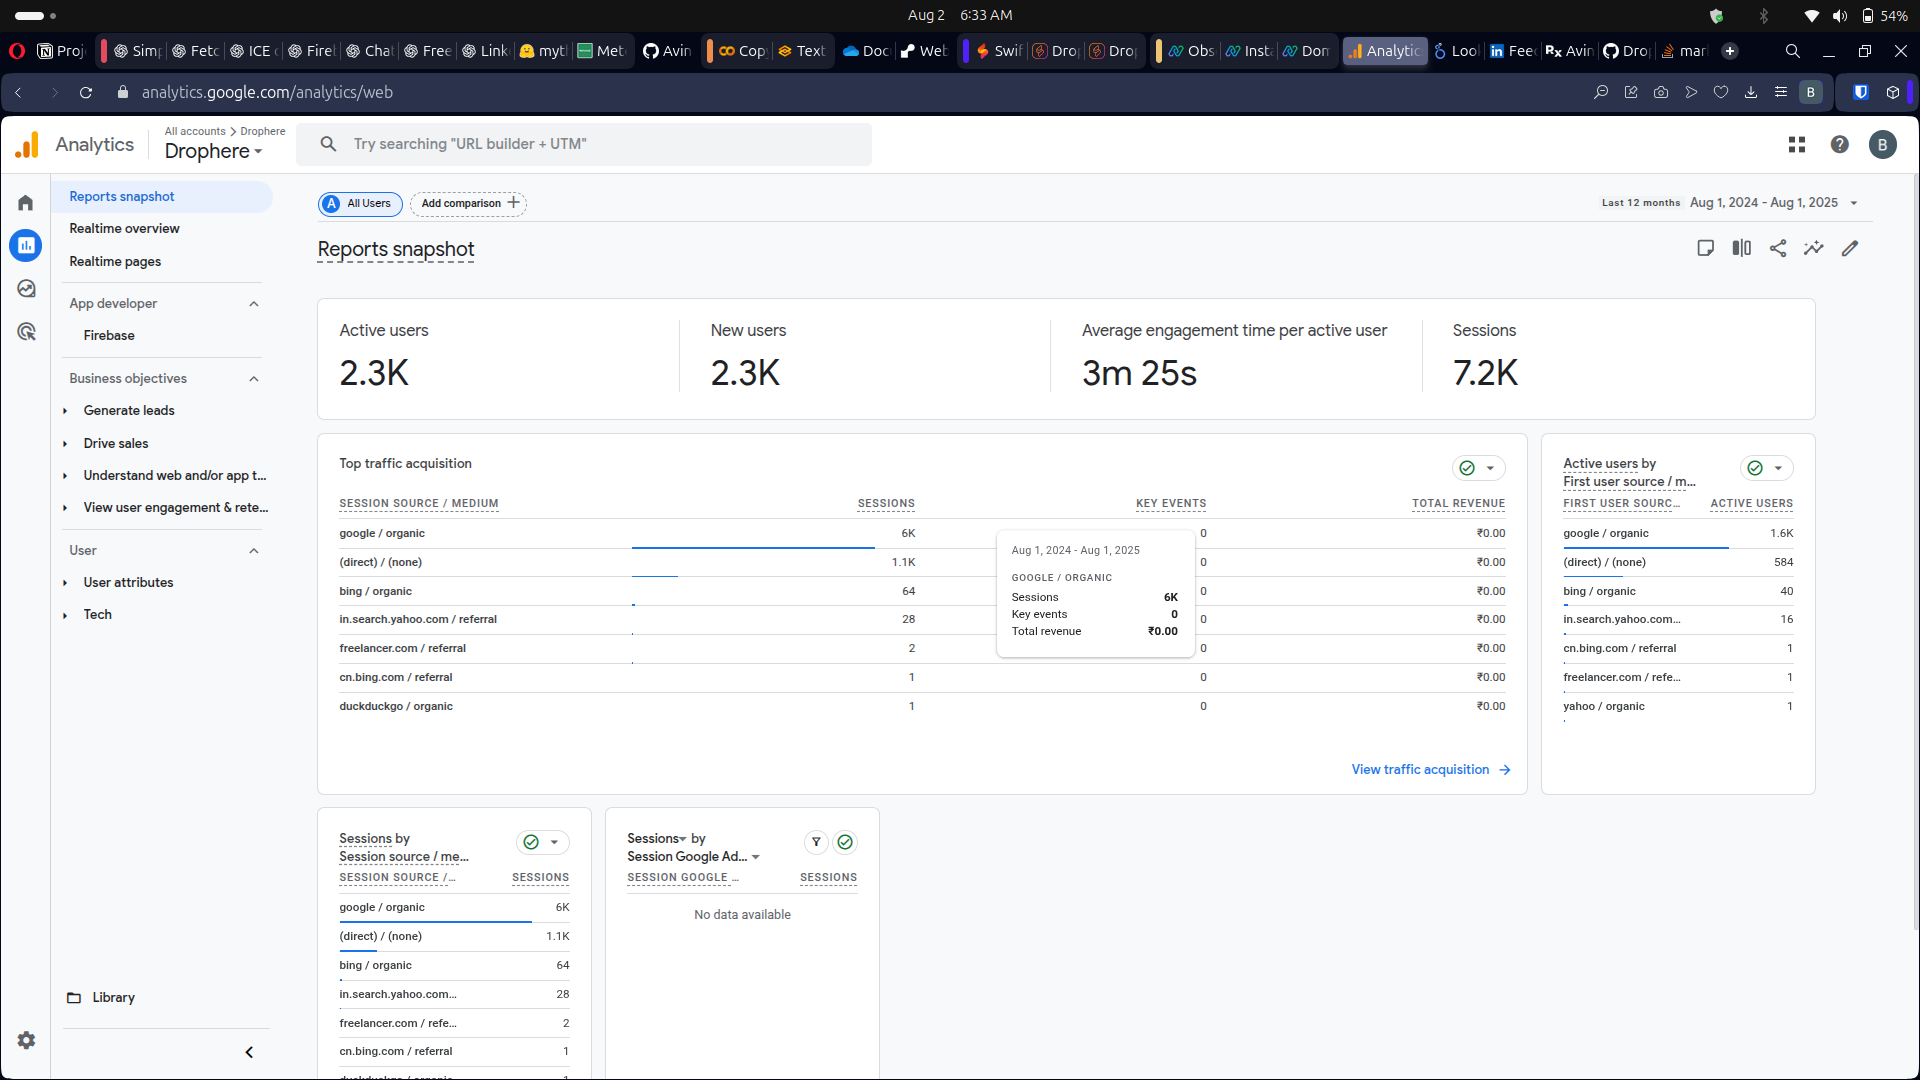 Aug 2 6:33 AM
54%
Proj
Simp
Fetc
ICE
Firel
Chat
Free
Link
mytl
Met
Avin
Cop
Text
Doc
Web
Swif
Drop
Drop
Obs
Inst
Dom
Analytic
Lool
Feed
Avin
Drop
mar
analytics.google.com/analytics/web
B
Analytics
All accounts > Drophere
Drophere
Try searching "URL builder + UTM"
B
Reports snapshot
Realtime overview
Realtime pages
App developer
Firebase
Business objectives
Generate leads
Drive sales
Understand web and/or app t...
View user engagement & rete...
User
User attributes
Tech
Library
A All Users
Add comparison +
Last 12 months Aug 1, 2024 - Aug 1, 2025
Reports snapshot
Active users
2.3K
New users
2.3K
Average engagement time per active user
3m 25s
Sessions
7.2K
Top traffic acquisition
SESSION SOURCE / MEDIUM SESSIONS KEY EVENTS TOTAL REVENUE
google / organic 6K 0 ₹0.00
(direct) / (none) 1.1K 0 ₹0.00
bing / organic 64 0 ₹0.00
in.search.yahoo.com / referral 28 0 ₹0.00
freelancer.com / referral 2 0 ₹0.00
cn.bing.com / referral 1 0 ₹0.00
duckduckgo / organic 1 0 ₹0.00
Aug 1, 2024 - Aug 1, 2025
GOOGLE / ORGANIC
Sessions 6K
Key events 0
Total revenue ₹0.00
View traffic acquisition
Active users by
First user source / m...
FIRST USER SOURC... ACTIVE USERS
google / organic 1.6K
(direct) / (none) 584
bing / organic 40
in.search.yahoo.com... 16
cn.bing.com / referral 1
freelancer.com / refe... 1
yahoo / organic 1
Sessions by
Session source / me...
SESSION SOURCE /... SESSIONS
google / organic 6K
(direct) / (none) 1.1K
bing / organic 64
in.search.yahoo.com... 28
freelancer.com / refe... 2
cn.bing.com / referral 1
Sessions by
Session Google Ad...
SESSION GOOGLE ... SESSIONS
No data available